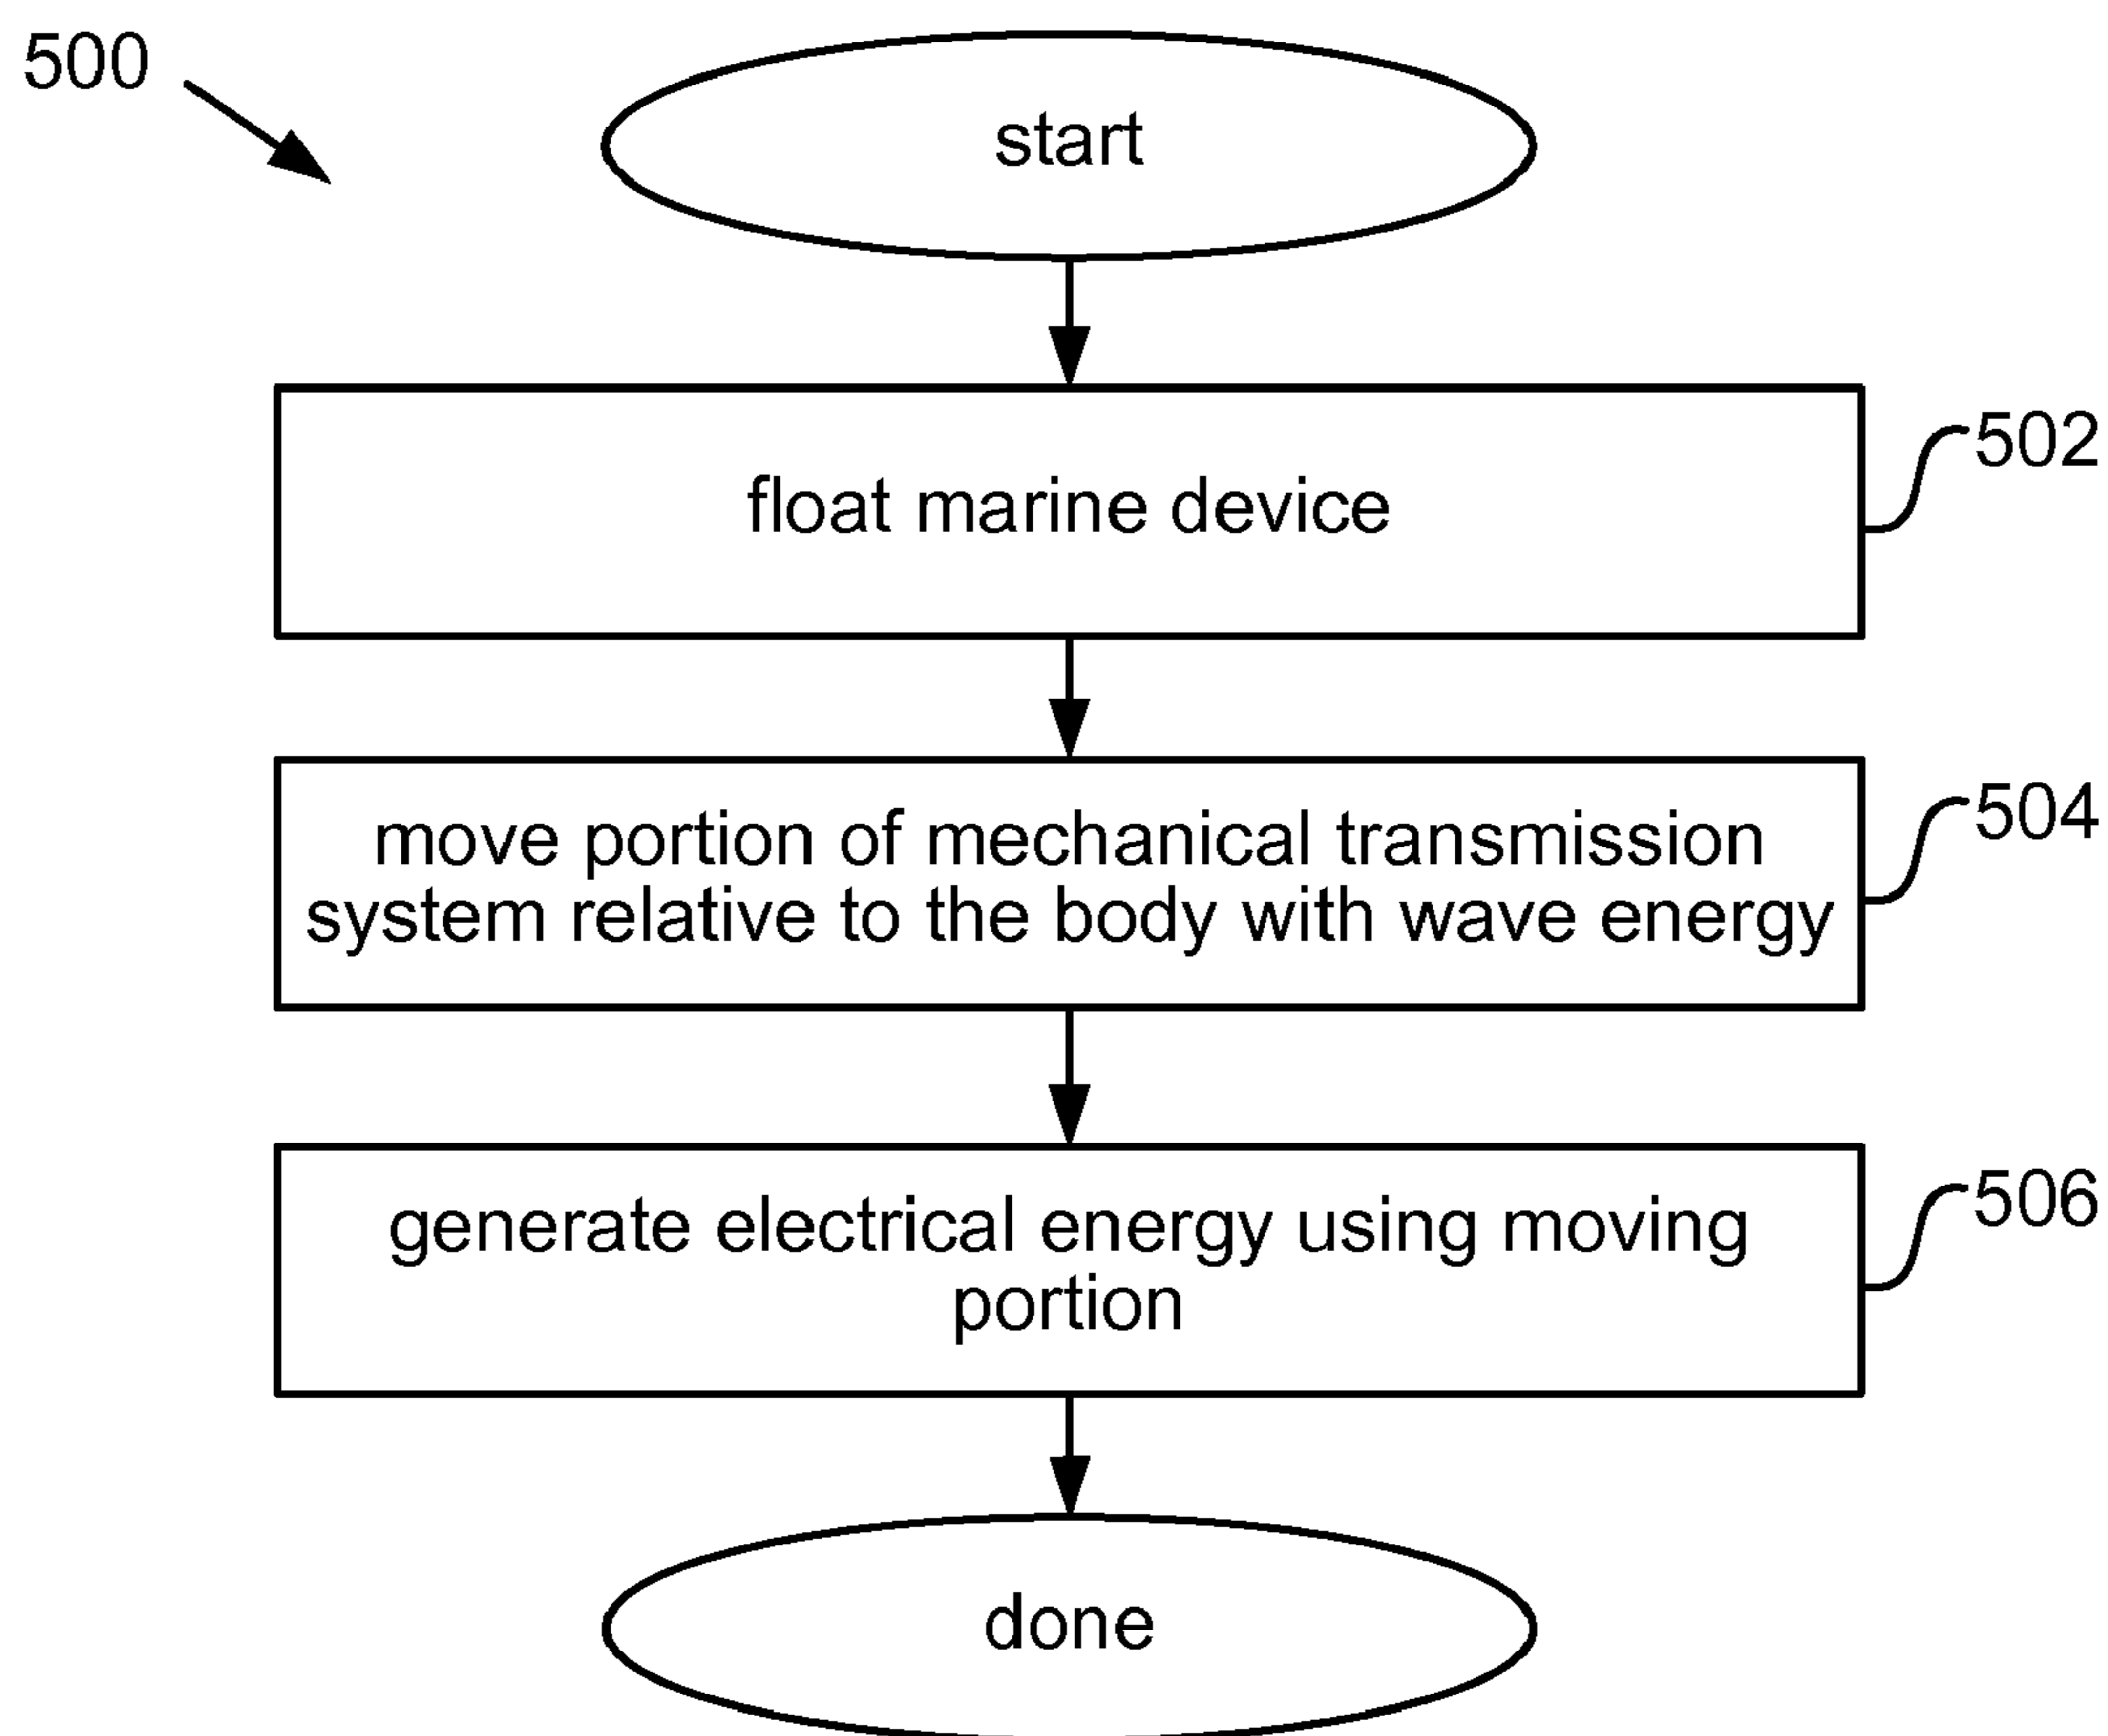 500
start
float marine device
502
move portion of mechanical transmission
system relative to the body with wave energy
504
generate electrical energy using moving
portion
506
done